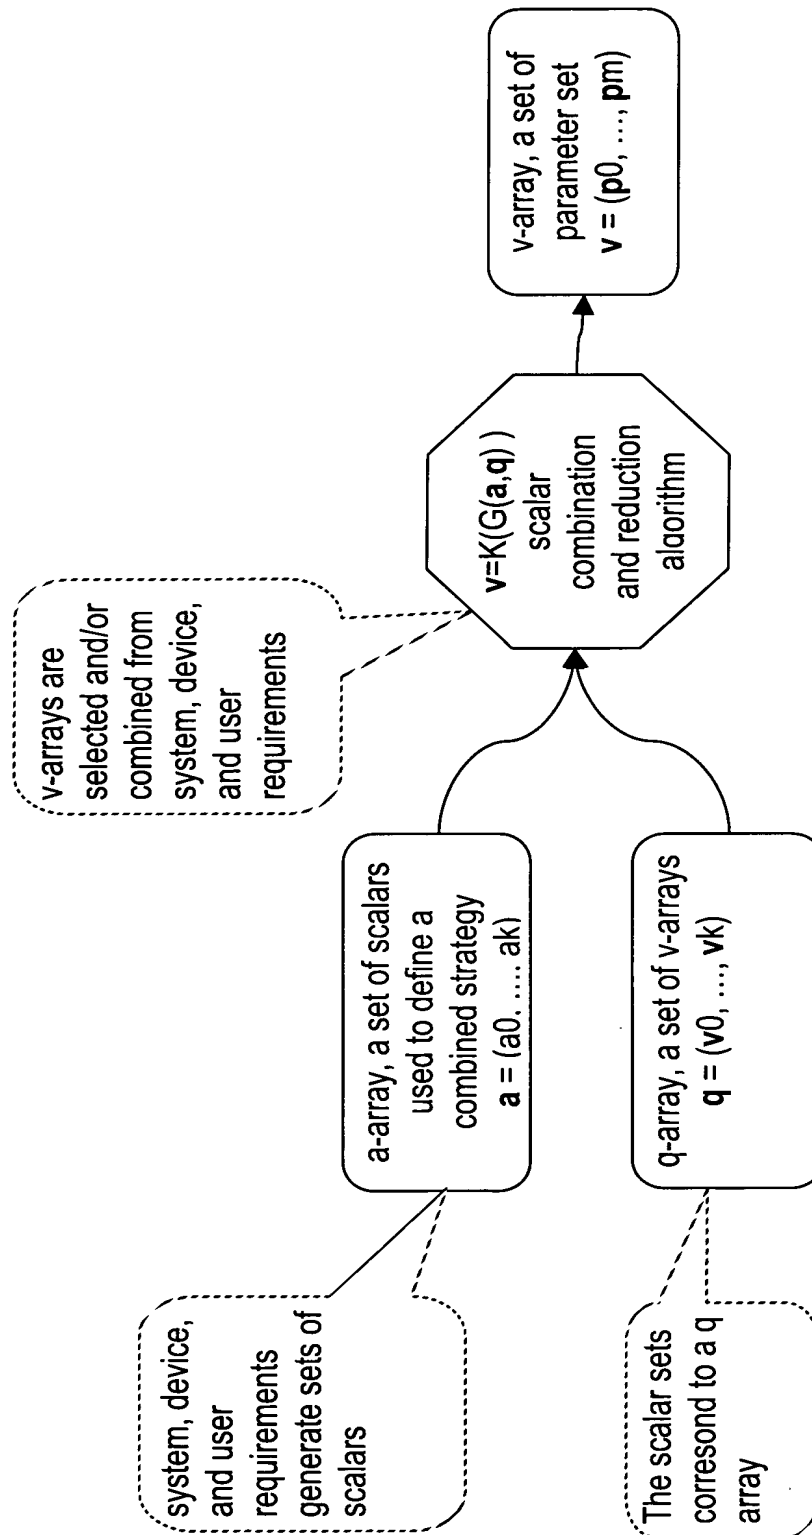 system, device,
and user
requirements
generate sets of
scalars
The scalar sets
corresond to a q
array
a-array, a set of scalars
used to define a
combined strategy
a = (a0, .... ak)
q-array, a set of v-arrays
q = (v0, ..., vk)
v-arrays are
selected and/or
combined from
system, device,
and user
requirements
v=K(G(a,q) )
scalar
combination
and reduction
algorithm
v-array, a set of
parameter set
v = (p0, ..., pm)